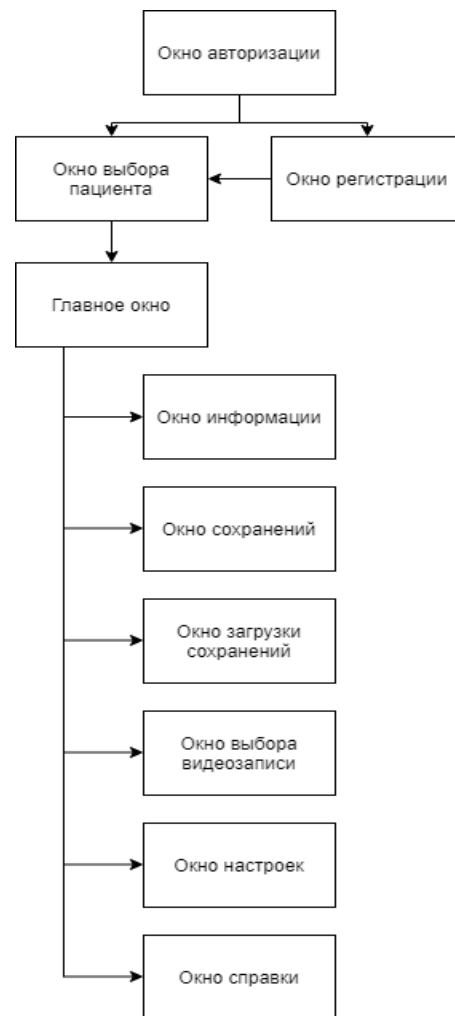 Окно авторизации
Окно выбора
пациента
Окно регистрации
Главное окно
Окно информации
Окно сохранений
Окно загрузки
сохранений
Окно выбора
видеозаписи
Окно настроек
Окно справки